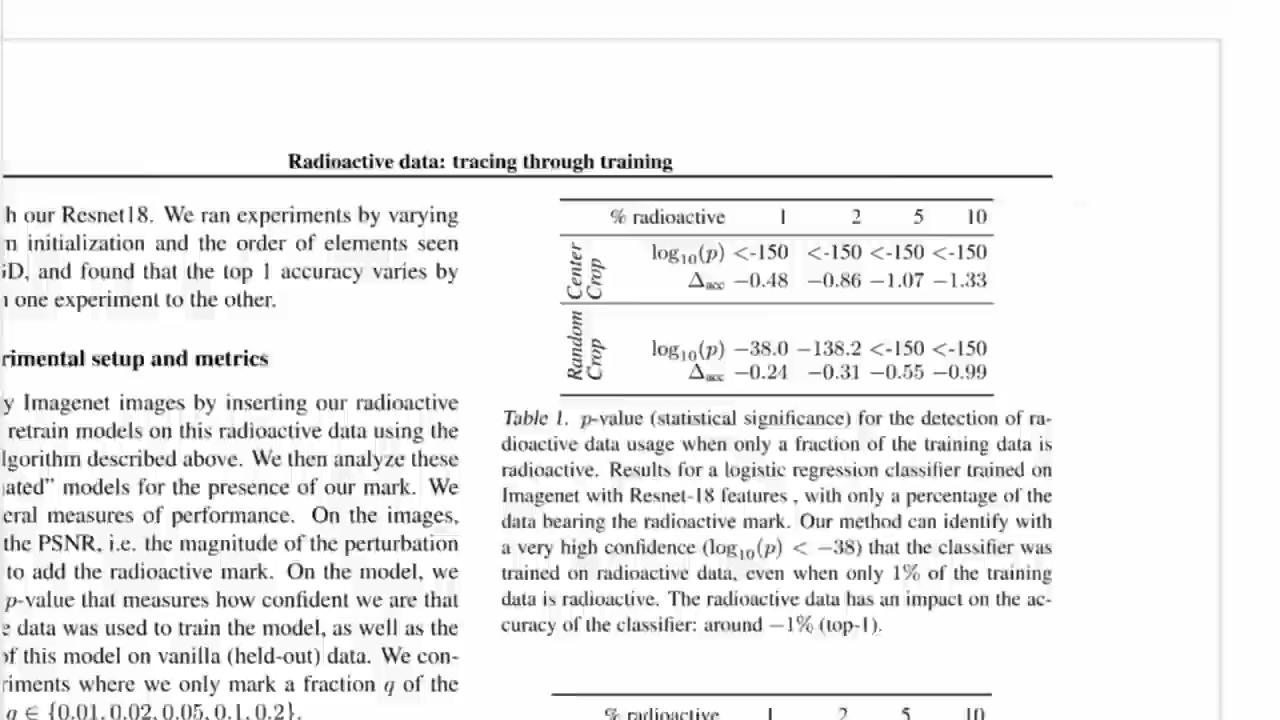 Radioactive data: tracing through training
h our Resnet18. We ran experiments by varying
n initialization and the order of elements seen
D, and found that the top 1 accuracy varies by
one experiment to the other.
rimental setup and metrics
y Imagenet images by inserting our radioactive
retrain models on this radioactive data using the
lgorithm described above. We then analyze these
ated” models for the presence of our mark. We
eral measures of performance. On the images,
the PSNR, i.e. the magnitude of the perturbation
to add the radioactive mark. On the model, we
p-value that measures how confident we are that
e data was used to train the model, as well as the
of this model on vanilla (held-out) data. We con-
riments where we only mark a fraction q of the
q ∈ {0.01, 0.02, 0.05, 0.1, 0.2}.
% radioactive 1 2 5 10
Center Crop
log₁₀(p) <-150 <-150 <-150 <-150
Δacc −0.48 −0.86 −1.07 −1.33
Random Crop
log₁₀(p) −38.0 −138.2 <-150 <-150
Δacc −0.24 −0.31 −0.55 −0.99
Table 1. p-value (statistical significance) for the detection of ra-
dioactive data usage when only a fraction of the training data is
radioactive. Results for a logistic regression classifier trained on
Imagenet with Resnet-18 features , with only a percentage of the
data bearing the radioactive mark. Our method can identify with
a very high confidence (log₁₀(p) < −38) that the classifier was
trained on radioactive data, even when only 1% of the training
data is radioactive. The radioactive data has an impact on the ac-
curacy of the classifier: around −1% (top-1).
% radioactive 1 2 5 10